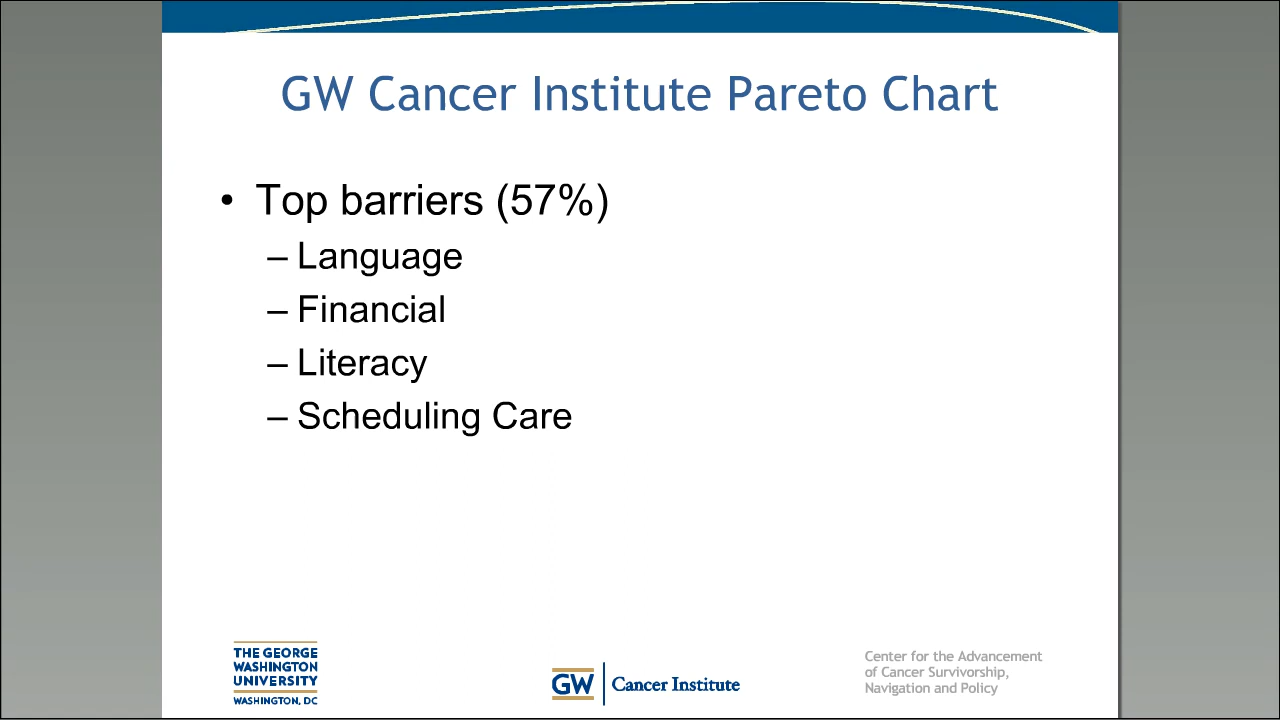 GW Cancer Institute Pareto Chart
• Top barriers (57%)
– Language
– Financial
– Literacy
– Scheduling Care
THE GEORGE
WASHINGTON
UNIVERSITY
WASHINGTON, DC
GW Cancer Institute
Center for the Advancement
of Cancer Survivorship,
Navigation and Policy